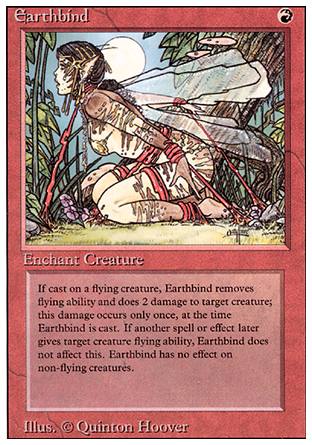 Earthbind
Enchant Creature
If cast on a flying creature, Earthbind removes
flying ability and does 2 damage to target creature;
this damage occurs only once, at the time
Earthbind is cast. If another spell or effect later
gives target creature flying ability, Earthbind does
not affect this. Earthbind has no effect on
non-flying creatures.
Illus. © Quinton Hoover